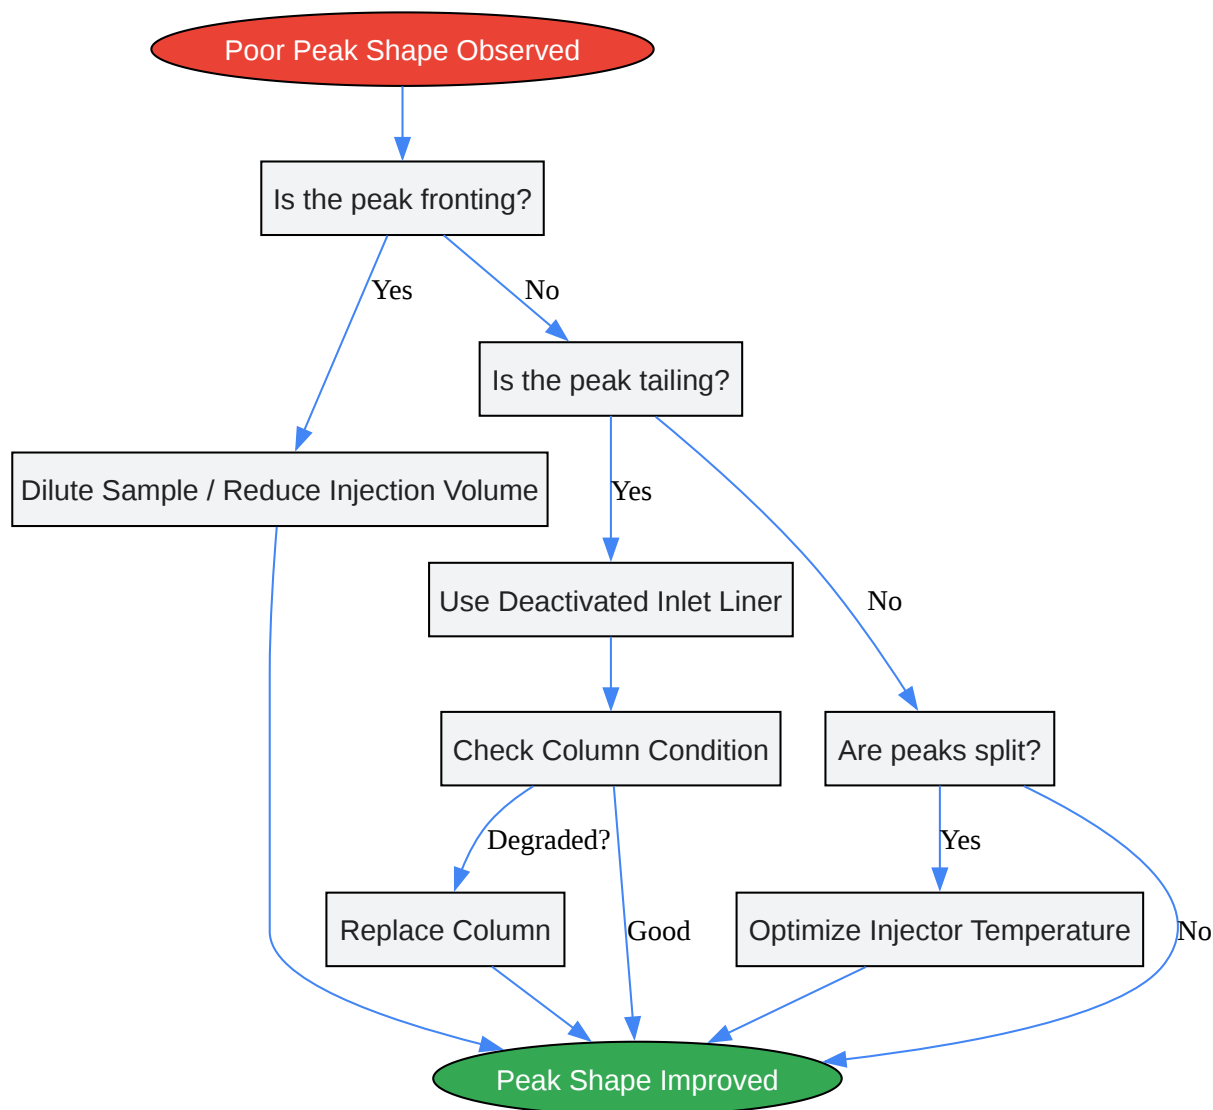 Poor Peak Shape Observed
Is the peak fronting?
Yes
No
Is the peak tailing?
Dilute Sample / Reduce Injection Volume
Yes
Use Deactivated Inlet Liner
No
Check Column Condition
Are peaks split?
Degraded?
Yes
Replace Column
Good
Optimize Injector Temperature
No
Peak Shape Improved